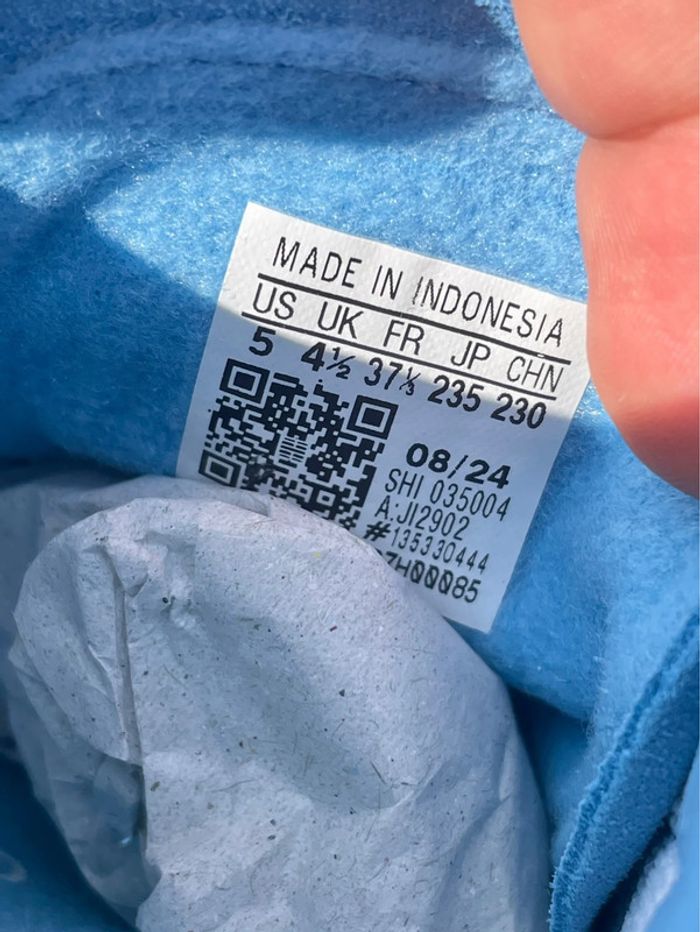 MADE IN INDONESIA
US UK FR JP CHN
5 4½ 37⅓ 235 230
08/24
SHI 035004
A:JI2902
#135330444
ZH00085